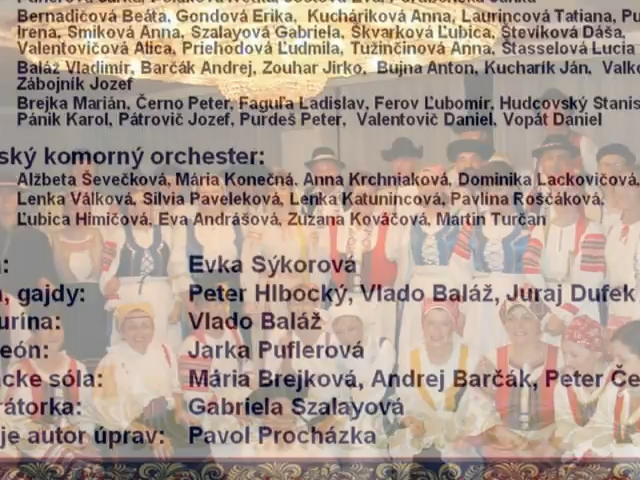 Bernadičová Beáta, Gondová Erika, Kucháriková Anna, Laurincová Tatiana, Pu
Irena, Smiková Anna, Szalayová Gabriela, Škvarková Ľubica, Števíková Dáša,
Valentovičová Alica, Priehodová Ľudmila, Tužinčinová Anna, Štasselová Lucia
Baláž Vladimír, Barčák Andrej, Zouhar Jirko, Bujna Anton, Kucharík Ján, Valko
Zábojník Jozef
Brejka Marián, Černo Peter, Faguľa Ladislav, Ferov Ľubomír, Hudcovský Stanis
Pánik Karol, Pátrovič Jozef, Purdeš Peter, Valentovič Daniel, Vopát Daniel
ský komorný orchester:
Alžbeta Ševečková, Mária Konečná, Anna Krchniaková, Dominika Lackovičová,
Lenka Válková, Silvia Paveleková, Lenka Katunincová, Pavlína Roščáková,
Ľubica Himičová, Eva Andrášová, Zuzana Kováčová, Martin Turčan
: Evka Sýkorová
, gajdy: Peter Hlbocký, Vlado Baláž, Juraj Dufek
urína: Vlado Baláž
eón: Jarka Puflerová
cke sóla: Mária Brejková, Andrej Barčák, Peter Če
rátorka: Gabriela Szalayová
je autor úprav: Pavol Procházka